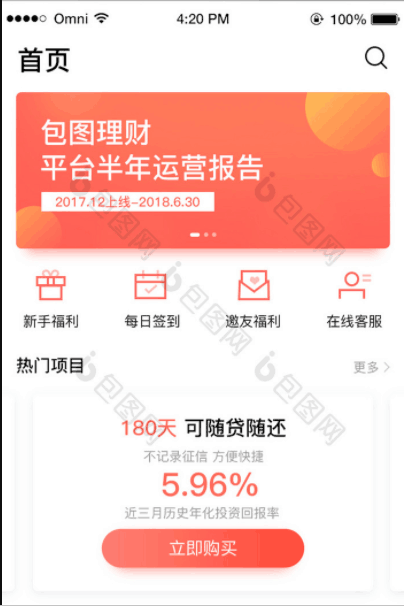 Omni 4:20 PM 100%
首页
包图理财
平台半年运营报告
2017.12上线-2018.6.30
新手福利 每日签到 邀友福利 在线客服
热门项目 更多
180天 可随贷随还
不记录征信 方便快捷
5.96%
近三月历史年化投资回报率
立即购买
包图网
包图网
包图网
包图网
包图网